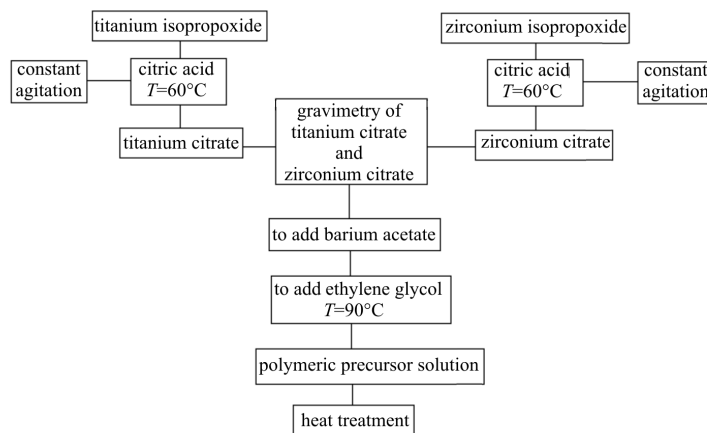 titanium isopropoxide
zirconium isopropoxide
constant
agitation
citric acid
T=60°C
citric acid
T=60°C
constant
agitation
titanium citrate
gravimetry of
titanium citrate
and
zirconium citrate
zirconium citrate
to add barium acetate
to add ethylene glycol
T=90°C
polymeric precursor solution
heat treatment